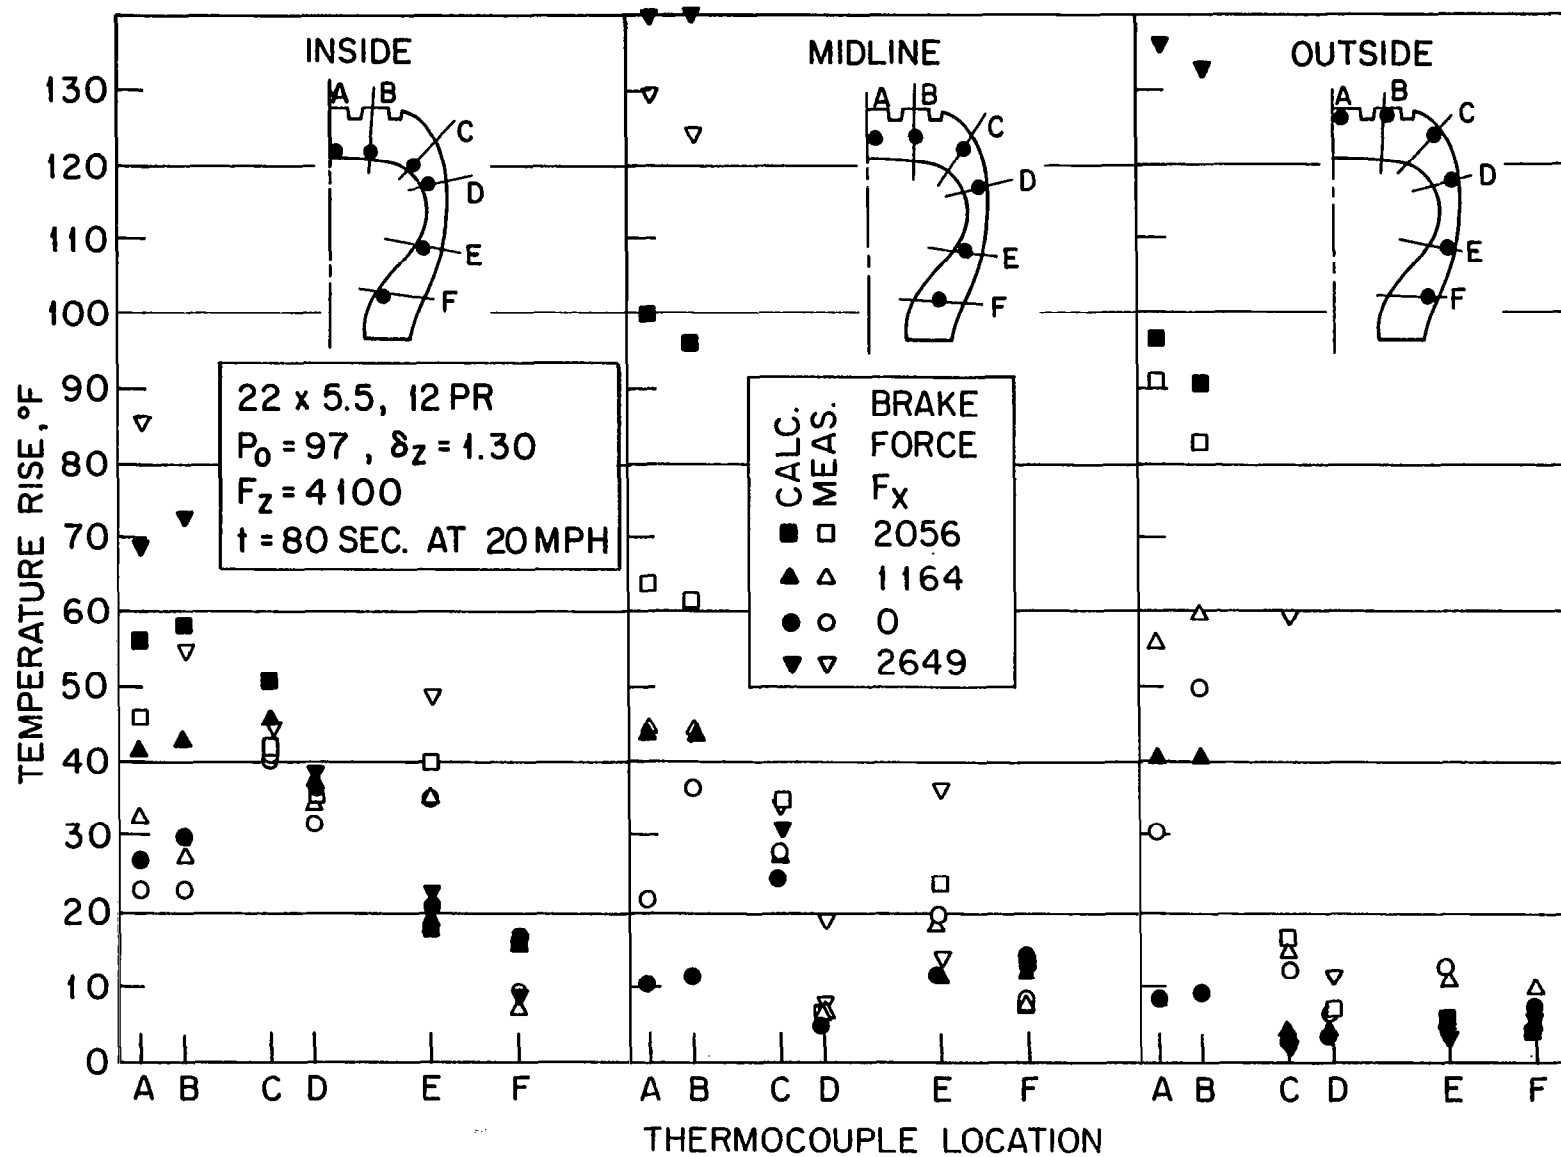 INSIDE
MIDLINE
OUTSIDE
A B
C
D
E
F
A B
C
D
E
F
A B
C
D
E
F
TEMPERATURE RISE, °F
130
120
110
100
90
80
70
60
50
40
30
20
10
0
22 x 5.5, 12 PR
P₀ = 97 , δz = 1.30
Fz = 4100
t = 80 SEC. AT 20 MPH
CALC.
MEAS.
BRAKE
FORCE
Fx
2056
1164
0
2649
A B C D E F
A B C D E F
A B C D E F
THERMOCOUPLE LOCATION